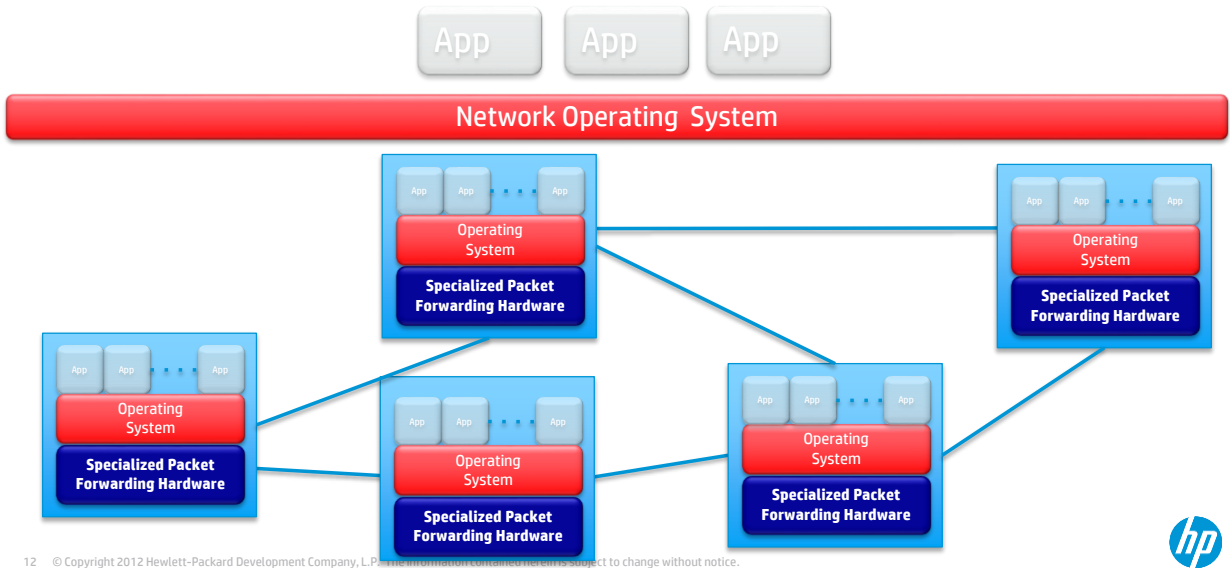 App App App
Network Operating System
App App App
Operating
System
Specialized Packet
Forwarding Hardware
App App App
Operating
System
Specialized Packet
Forwarding Hardware
App App App
Operating
System
Specialized Packet
Forwarding Hardware
App App App
Operating
System
Specialized Packet
Forwarding Hardware
App App App
Operating
System
Specialized Packet
Forwarding Hardware
12 © Copyright 2012 Hewlett-Packard Development Company, L.P. The information contained herein is subject to change without notice.
hp